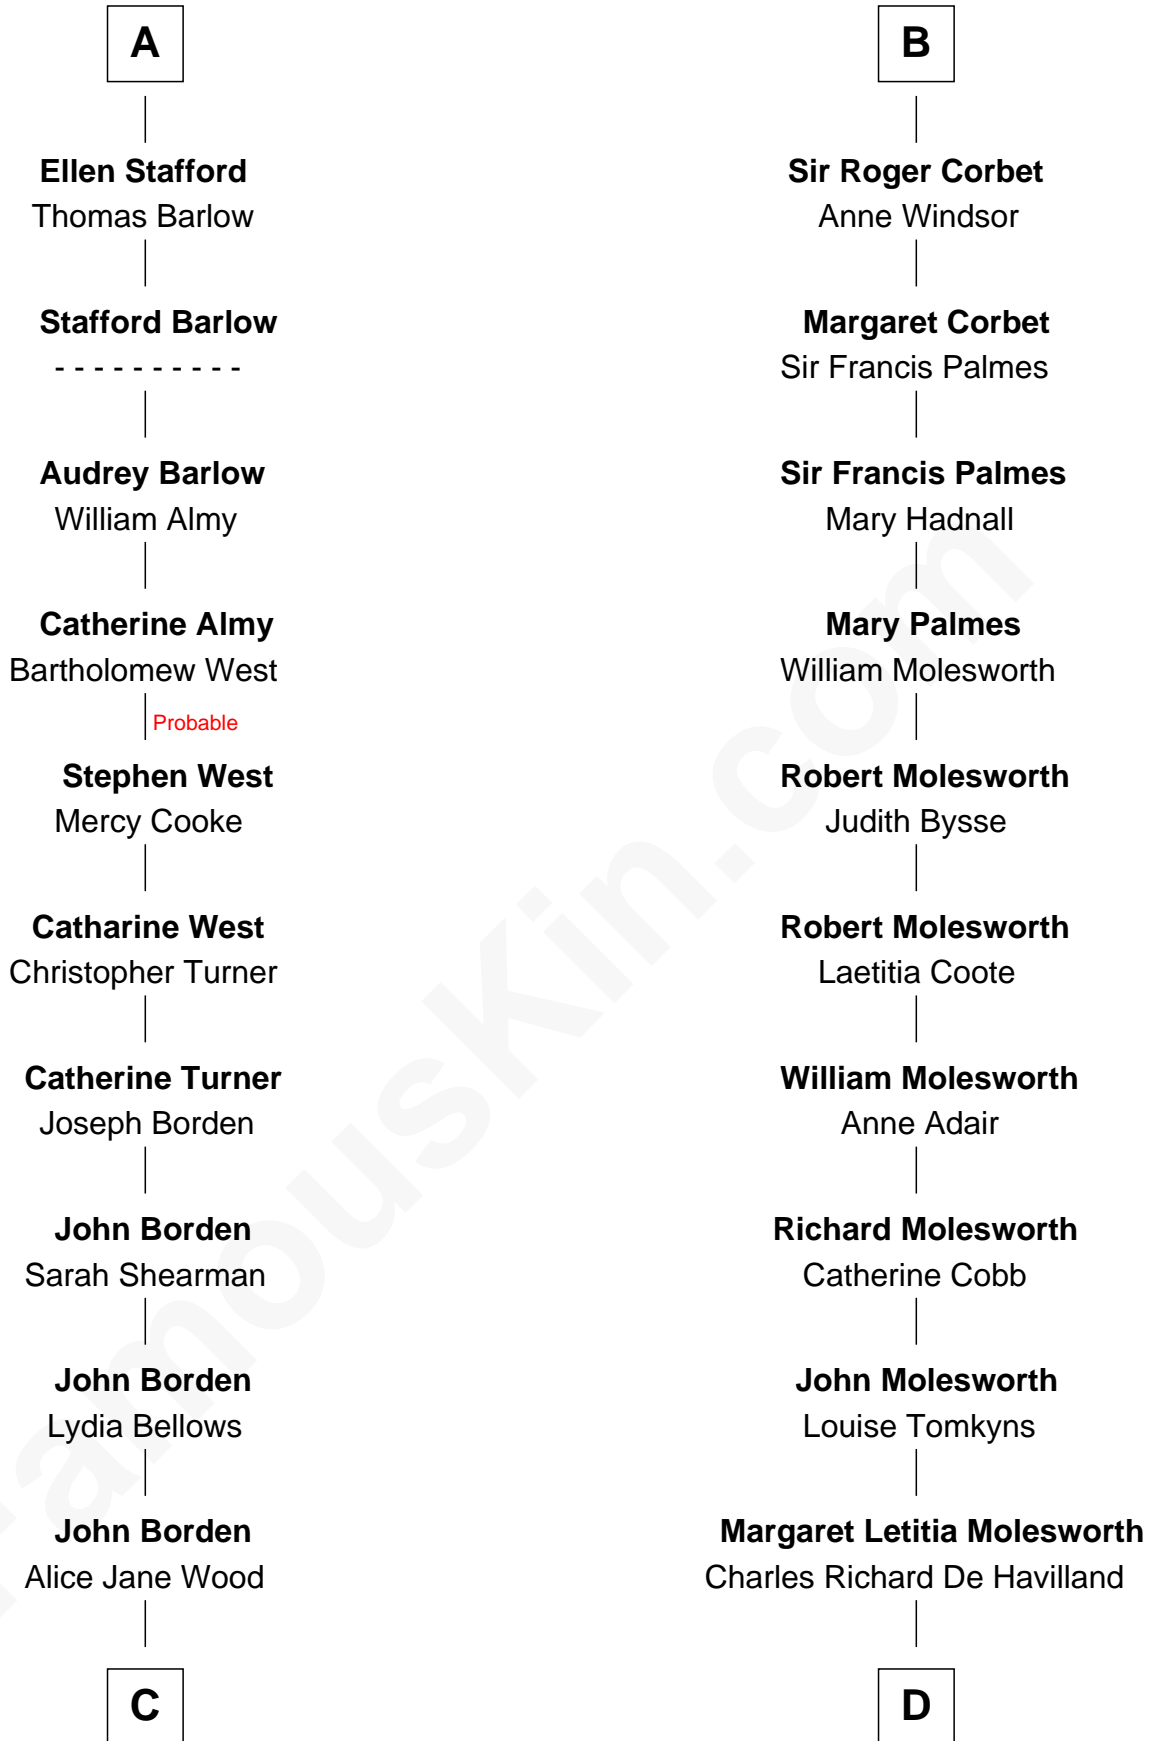 A
Ellen Stafford
Thomas Barlow
Stafford Barlow
- - - - - - - - - -
Audrey Barlow
William Almy
Catherine Almy
Bartholomew West
Probable
Stephen West
Mercy Cooke
Catharine West
Christopher Turner
Catherine Turner
Joseph Borden
John Borden
Sarah Shearman
John Borden
Lydia Bellows
John Borden
Alice Jane Wood
C
B
Sir Roger Corbet
Anne Windsor
Margaret Corbet
Sir Francis Palmes
Sir Francis Palmes
Mary Hadnall
Mary Palmes
William Molesworth
Robert Molesworth
Judith Bysse
Robert Molesworth
Laetitia Coote
William Molesworth
Anne Adair
Richard Molesworth
Catherine Cobb
John Molesworth
Louise Tomkyns
Margaret Letitia Molesworth
Charles Richard De Havilland
D
FamousKin.com